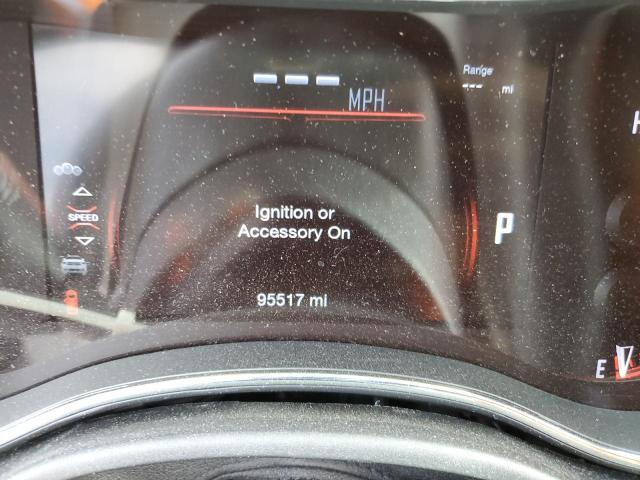 Range
--- mi
--- MPH
SPEED
Ignition or
Accessory On
P
95517 mi
H
E